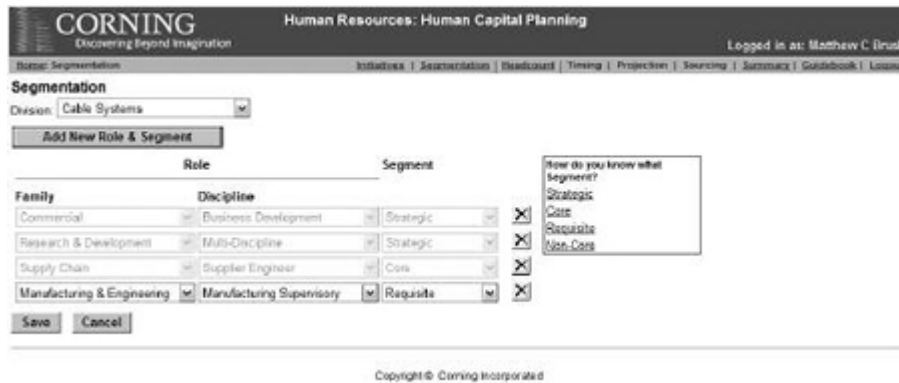 CORNING
Discovering Beyond Imagination
Human Resources: Human Capital Planning
Logged in as: Matthew C Brus
Home: Segmentation
Initiatives | Segmentation | Headcount | Timing | Projection | Sourcing | Summary | Guidebook | Logou
Segmentation
Division: Cable Systems
Add New Role & Segment
Role Segment
Family Discipline
Commercial Business Development Strategic X
Research & Development Multi-Discipline Strategic X
Supply Chain Supplier Engineer Core X
Manufacturing & Engineering Manufacturing Supervisory Requisite X
How do you know what
Segment?
Strategic
Core
Requisite
Non-Core
Save Cancel
Copyright © Corning Incorporated